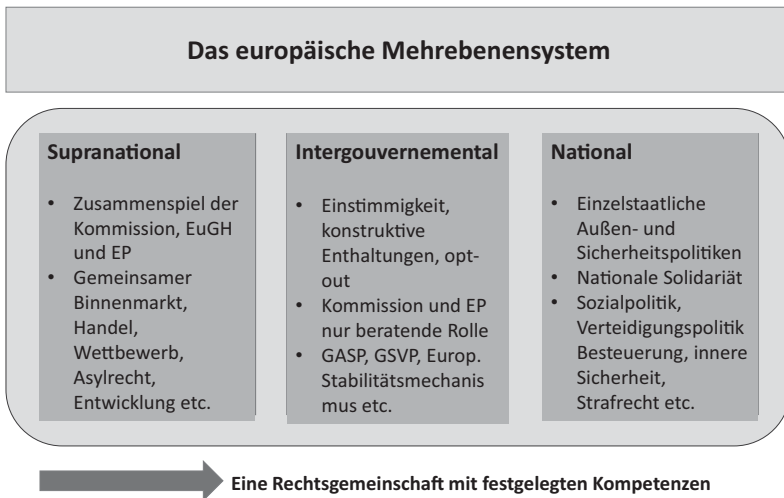 Das europäische Mehrebenensystem
Supranational
• Zusammenspiel der
Kommission, EuGH
und EP
• Gemeinsamer
Binnenmarkt,
Handel,
Wettbewerb,
Asylrecht,
Entwicklung etc.
Intergouvernemental
• Einstimmigkeit,
konstruktive
Enthaltungen, opt-
out
• Kommission und EP
nur beratende Rolle
• GASP, GSVP, Europ.
Stabilitätsmechanis
mus etc.
National
• Einzelstaatliche
Außen- und
Sicherheitspolitiken
• Nationale Solidariät
• Sozialpolitik,
Verteidigungspolitik
Besteuerung, innere
Sicherheit,
Strafrecht etc.
Eine Rechtsgemeinschaft mit festgelegten Kompetenzen